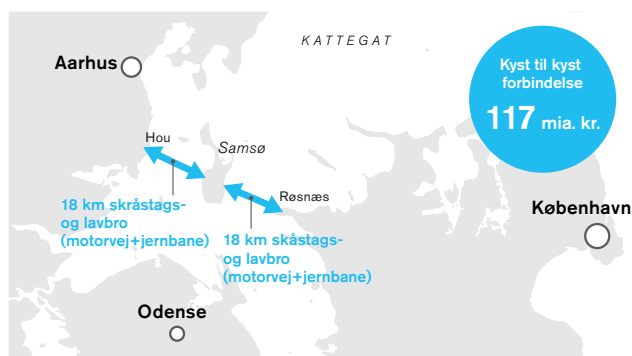 KATTEGAT
Aarhus
Kyst til kyst
forbindelse
117 mia. kr.
Hou
Samsø
Røsnæs
18 km skråstags-
og lavbro
(motorvej+jernbane)
18 km skåstags-
og lavbro
(motorvej+jernbane)
København
Odense